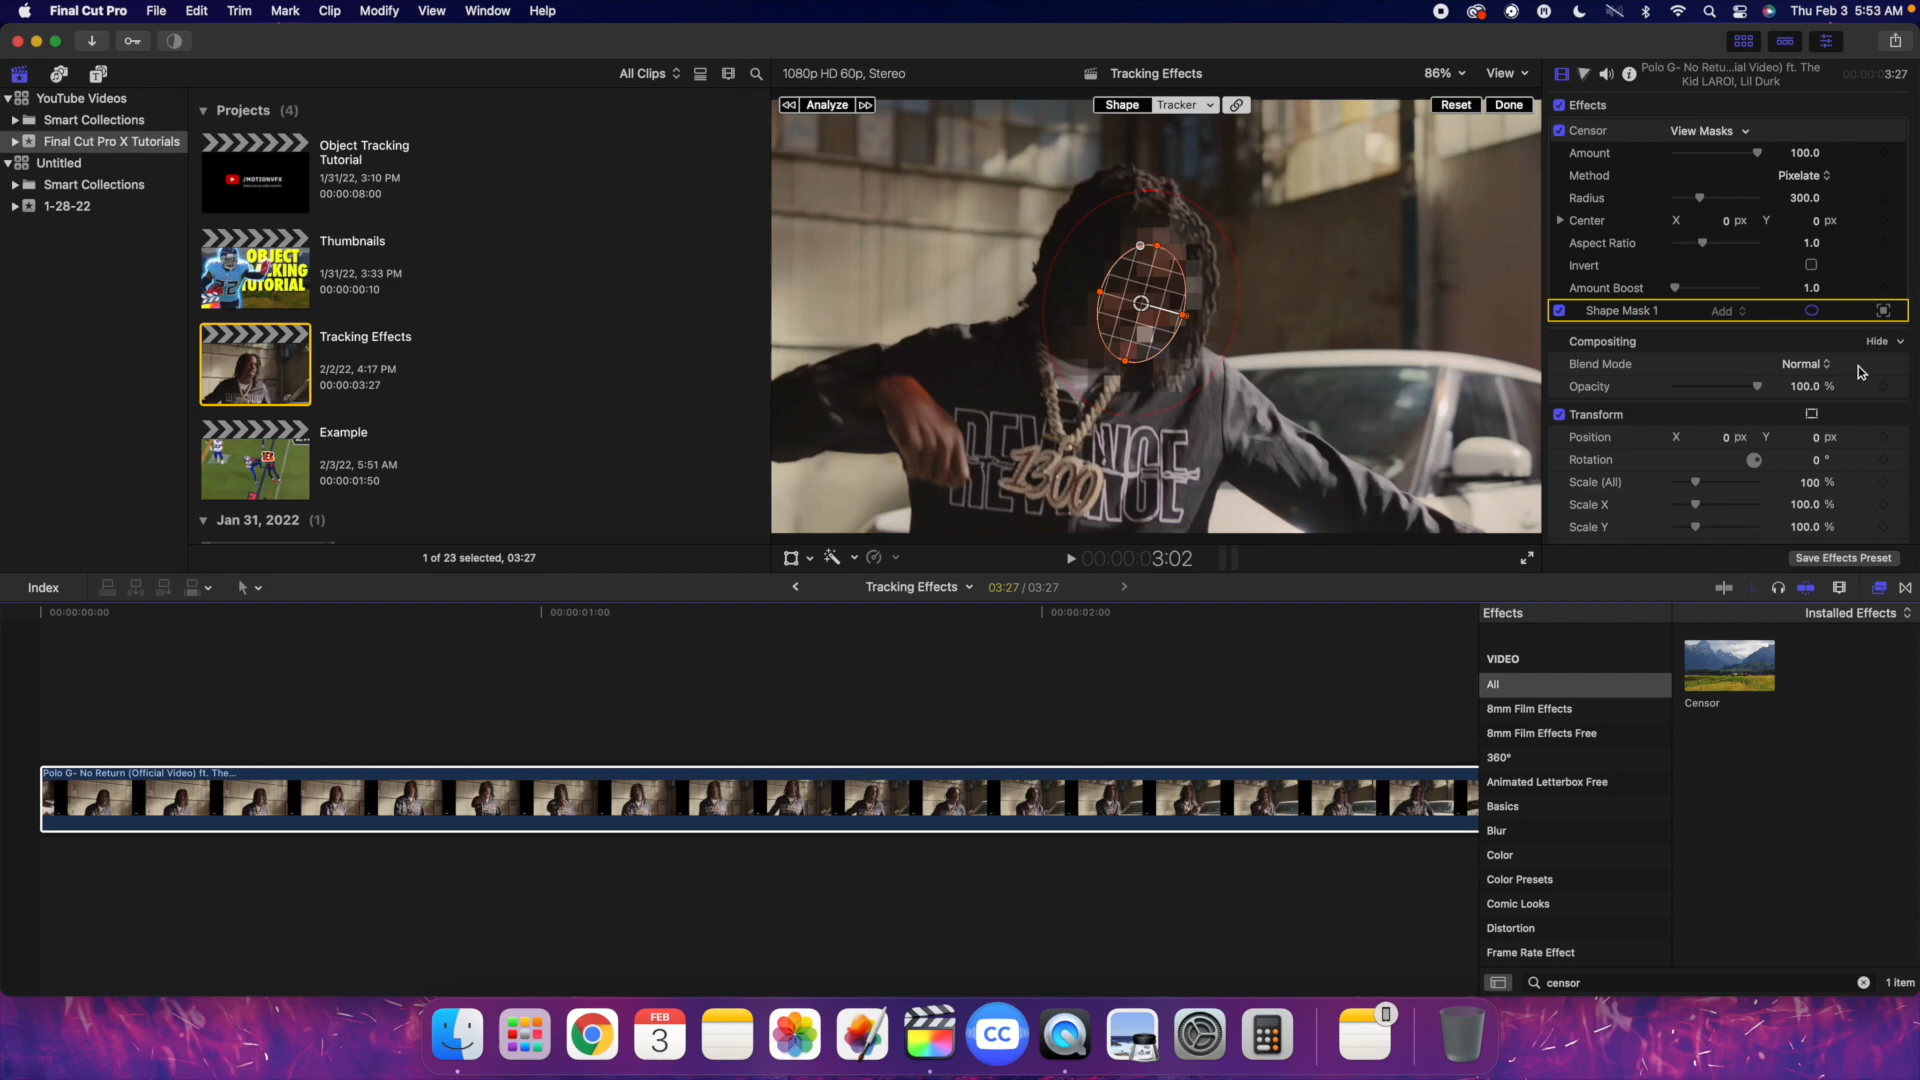 Final Cut Pro File Edit Trim Mark Clip Modify View Window Help
Thu Feb 3 5:53 AM
All Clips
1080p HD 60p, Stereo
Tracking Effects
86%
View
Polo G- No Retu...ial Video) ft. The
Kid LAROI, Lil Durk
00:00:03:27
YouTube Videos
Smart Collections
Final Cut Pro X Tutorials
Untitled
Smart Collections
1-28-22
Projects (4)
Object Tracking
Tutorial
1/31/22, 3:10 PM
00:00:08:00
/MOTIONVFX
Thumbnails
1/31/22, 3:33 PM
00:00:00:10
OBJECT
TUTORIAL
Tracking Effects
2/2/22, 4:17 PM
00:00:03:27
Example
2/3/22, 5:51 AM
00:00:01:50
Jan 31, 2022 (1)
1 of 23 selected, 03:27
Analyze
Shape Tracker
Reset Done
REVENGE
REVENGE
1300
00:00:03:02
Effects
Censor View Masks
Amount 100.0
Method Pixelate
Radius 300.0
Center X 0 px Y 0 px
Aspect Ratio 1.0
Invert
Amount Boost 1.0
Shape Mask 1 Add
Compositing Hide
Blend Mode Normal
Opacity 100.0 %
Transform
Position X 0 px Y 0 px
Rotation 0 °
Scale (All) 100 %
Scale X 100.0 %
Scale Y 100.0 %
Save Effects Preset
Index
Tracking Effects 03:27 / 03:27
00:00:00:00
00:00:01:00
00:00:02:00
Polo G- No Return (Official Video) ft. The...
Effects
Installed Effects
VIDEO
All
8mm Film Effects
8mm Film Effects Free
360°
Animated Letterbox Free
Basics
Blur
Color
Color Presets
Comic Looks
Distortion
Frame Rate Effect
Censor
censor
1 item
FEB
3
CC